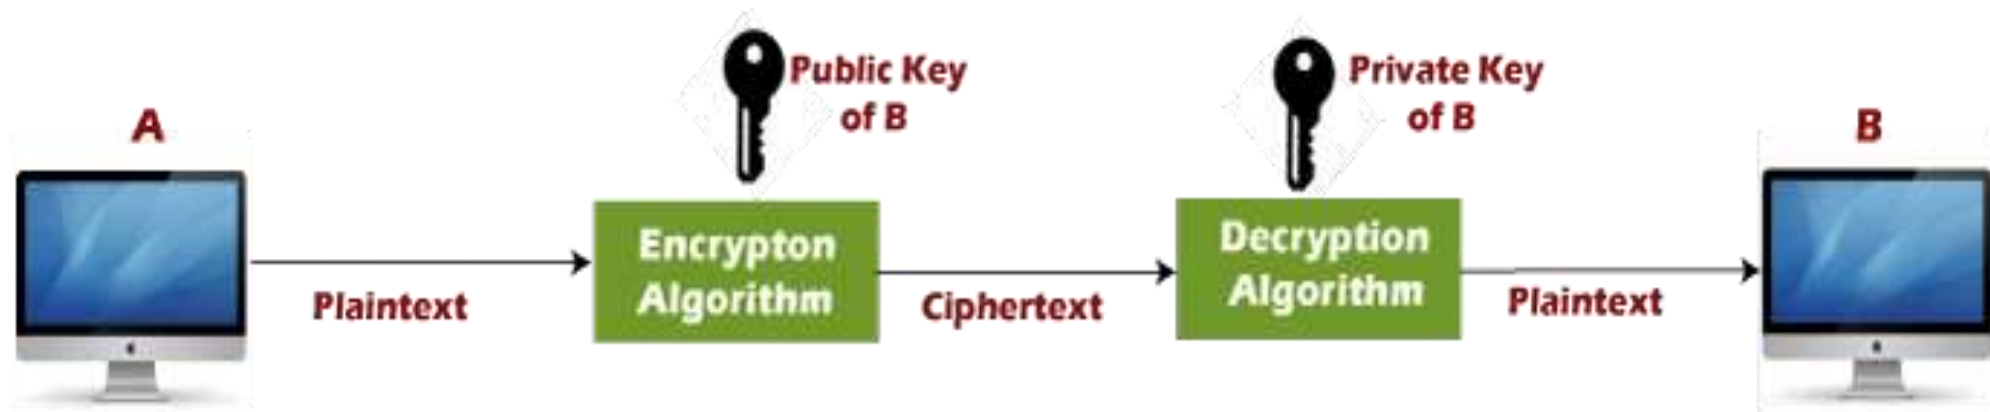 A
Public Key
of B
Private Key
of B
B
Encrypton
Algorithm
Decryption
Algorithm
Plaintext
Ciphertext
Plaintext